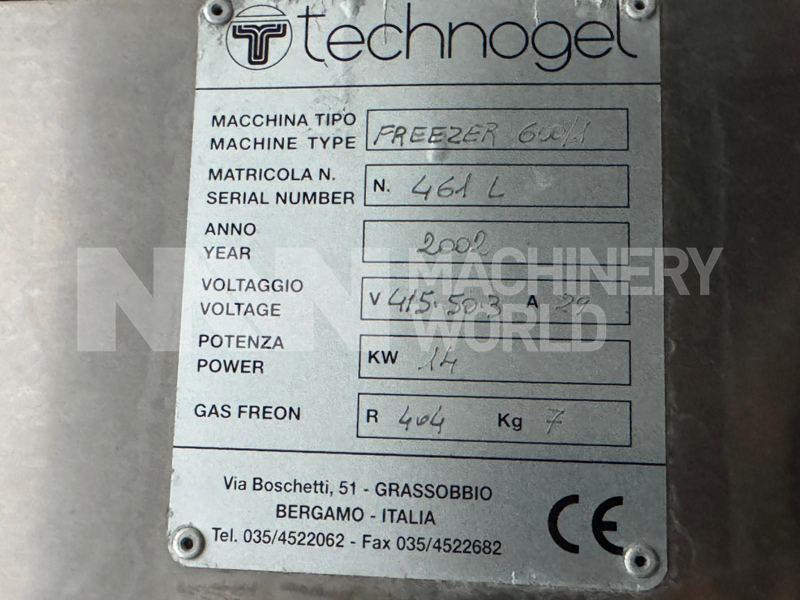 technogel
MACCHINA TIPO
MACHINE TYPE FREEZER 600/1
MATRICOLA N.
SERIAL NUMBER N. 461 L
ANNO
YEAR 2002
VOLTAGGIO
VOLTAGE V 415.50.3 A 29
POTENZA
POWER KW 14
GAS FREON R 404 Kg 7
Via Boschetti, 51 - GRASSOBBIO
BERGAMO - ITALIA
Tel. 035/4522062 - Fax 035/4522682
CE
MACHINERY
WORLD